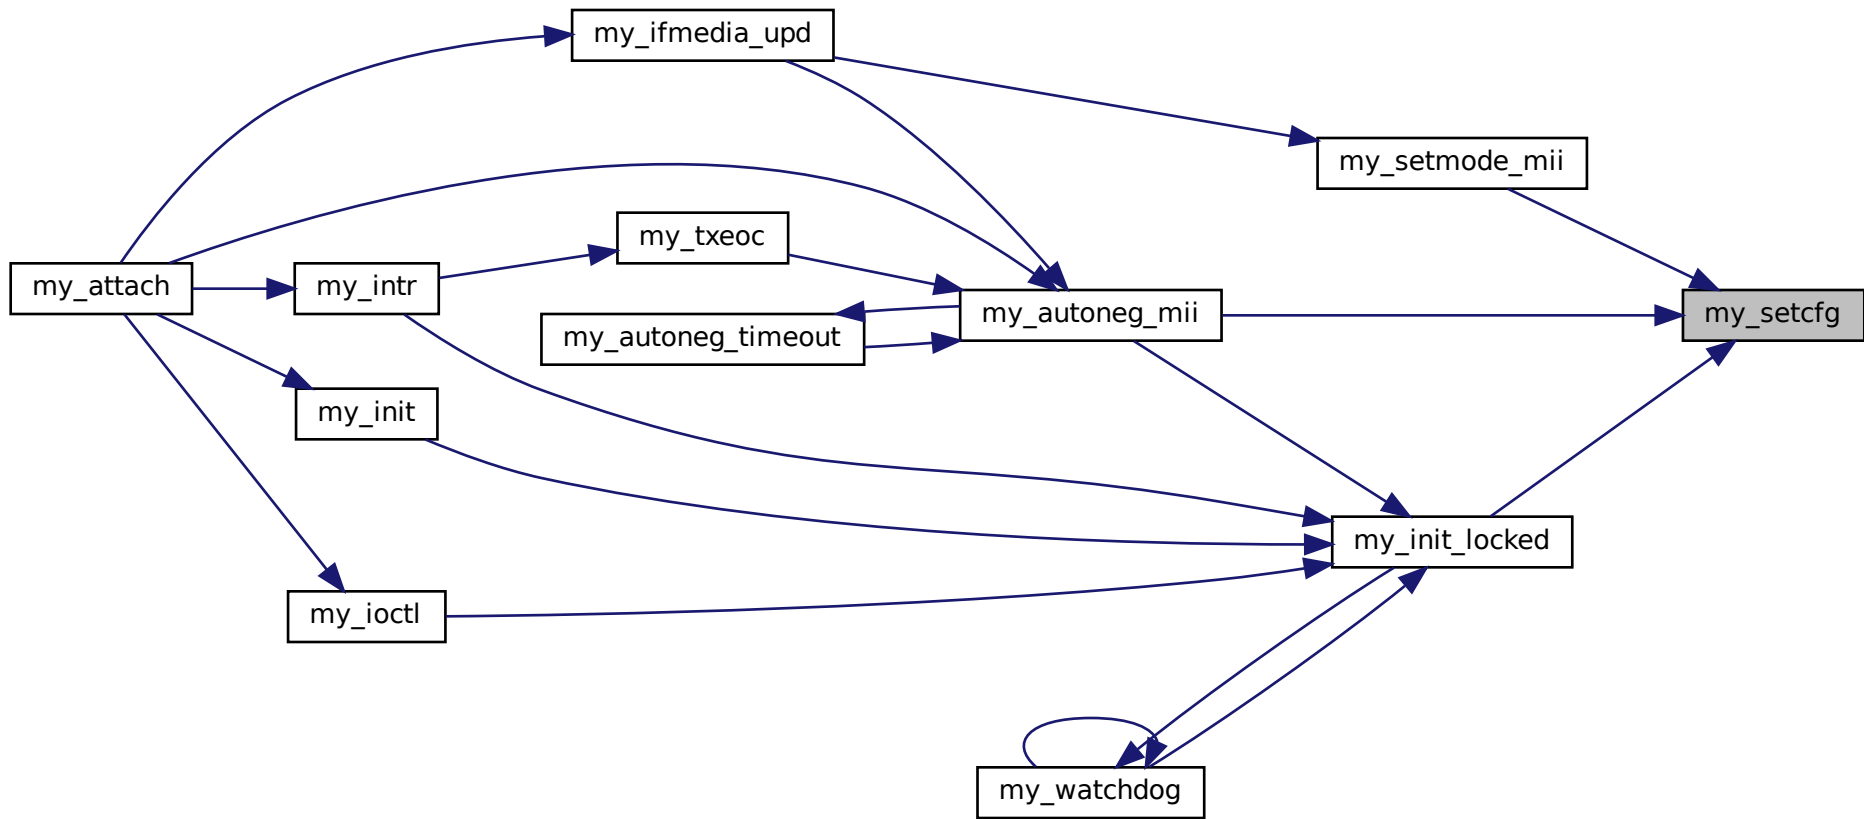 my_ifmedia_upd
my_setmode_mii
my_txeoc
my_attach
my_intr
my_autoneg_mii
my_setcfg
my_autoneg_timeout
my_init
my_init_locked
my_ioctl
my_watchdog